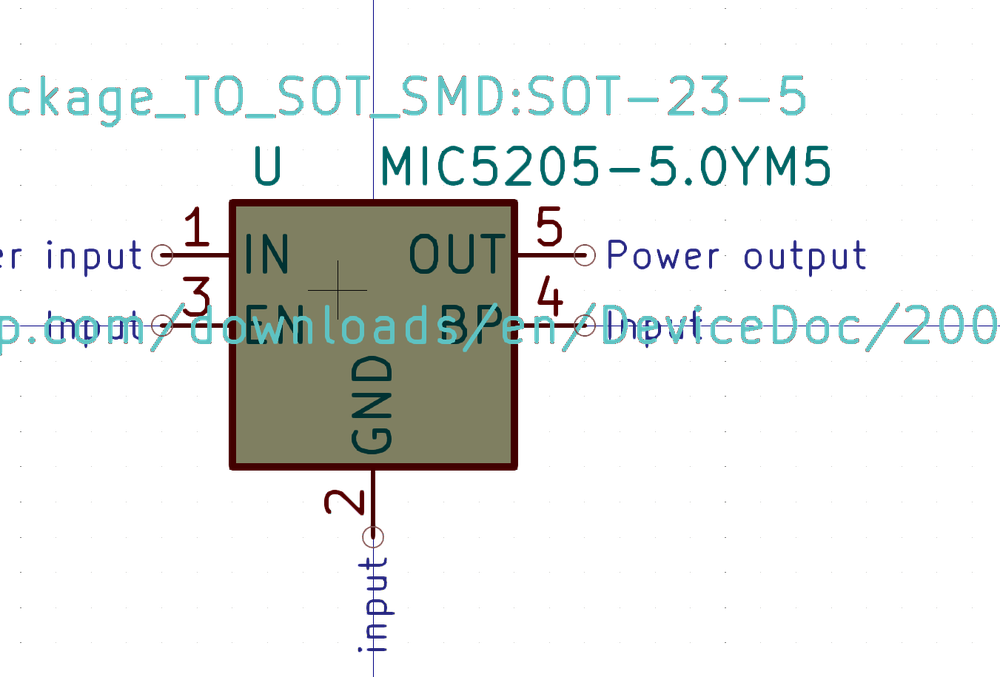 ckage_TO_SOT_SMD:SOT-23-5
U MIC5205-5.0YM5
1 5
er input IN OUT Power output
3 4
Input EN BP Input
p.com/downloads/en/DeviceDoc/200
GND
2
input